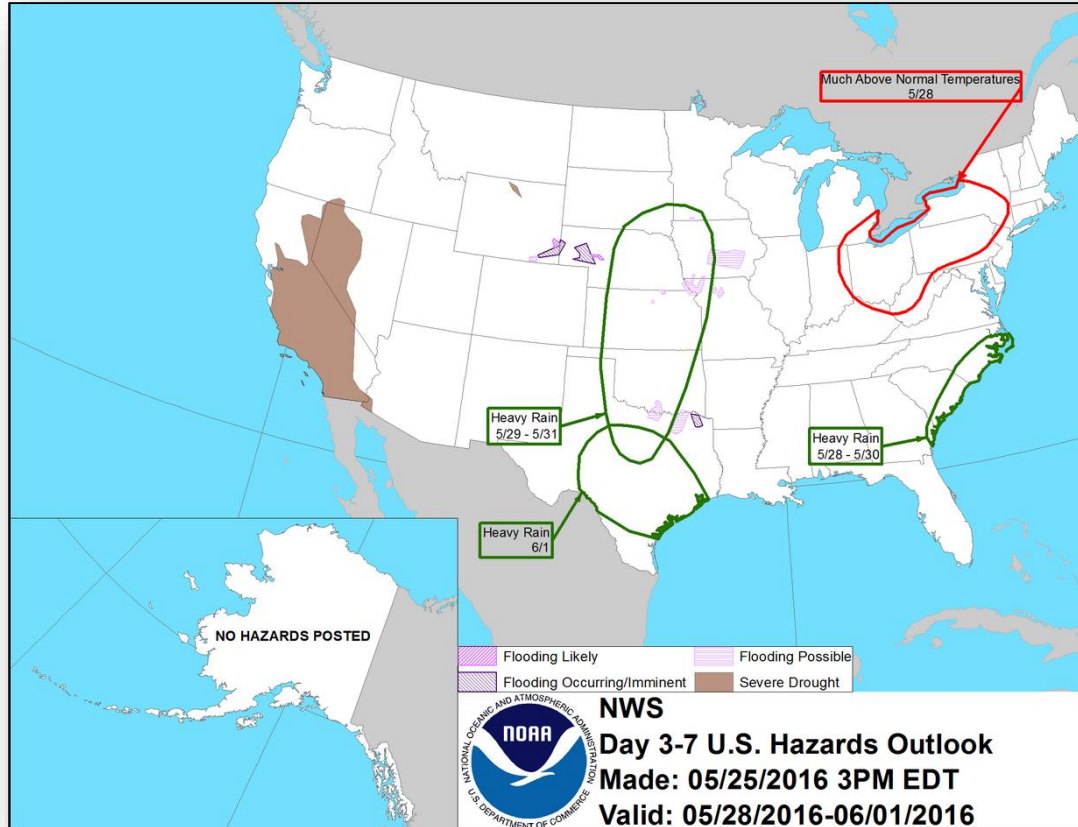 Much Above Normal Temperatures
5/28
Heavy Rain
5/29 - 5/31
Heavy Rain
5/28 - 5/30
Heavy Rain
6/1
NO HAZARDS POSTED
Flooding Likely
Flooding Possible
Flooding Occurring/Imminent
Severe Drought
NATIONAL OCEANIC AND ATMOSPHERIC ADMINISTRATION
NOAA
U.S. DEPARTMENT OF COMMERCE
NWS
Day 3-7 U.S. Hazards Outlook
Made: 05/25/2016 3PM EDT
Valid: 05/28/2016-06/01/2016